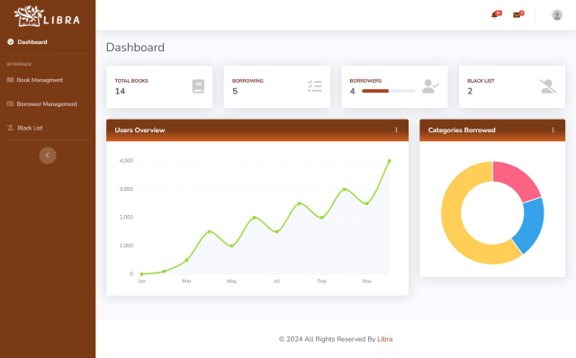 LIBRA
Dashboard
INTERFACE
Book Managment
Borrower Management
Black List
Dashboard
TOTAL BOOKS
14
BORROWING
5
BORROWERS
4
BLACK LIST
2
Users Overview
4,000
3,000
2,000
1,000
0
Jan
Mar
May
Jul
Sep
Nov
Categories Borrowed
© 2024 All Rights Reserved By Libra